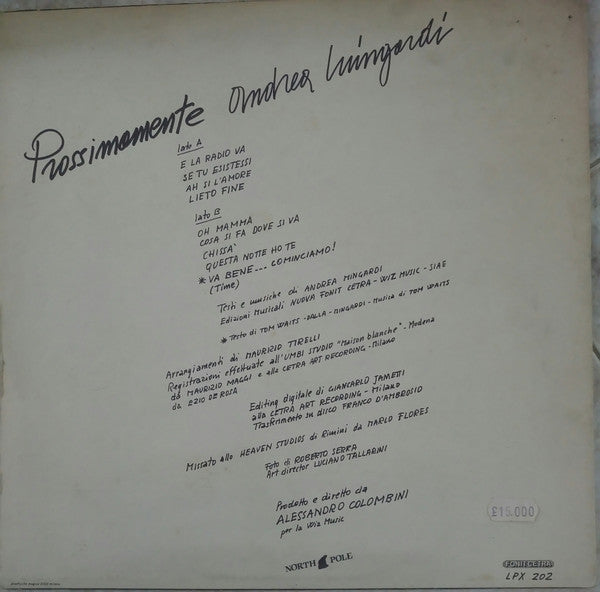 Prossimamente Andrea Mingardi
lato A
E LA RADIO VA
SE TU ESISTESSI
AH SI L'AMORE
LIETO FINE
lato B
OH MAMMA
COSA SI FA DOVE SI VA
CHISSA'
QUESTA NOTTE HO TE
* VA BENE... COMINCIAMO!
(Time)
Testi e musiche di ANDREA MINGARDI
Edizioni Musicali NUOVA FONIT CETRA - WIZ MUSIC - SIAE
* Testo di TOM WAITS - DALLA - MINGARDI - Musica di TOM WAITS
Arrangiamenti di MAURIZIO TIRELLI
Registrazioni effettuate all'UMBI STUDIO "Maison blanche" - Modena
da MAURIZIO MAGGI e alla CETRA ART RECORDING - Milano
da EZIO DE ROSA
Editing digitale di GIANCARLO JAMETTI
alla CETRA ART RECORDING - Milano
Trasferimento su disco FRANCO D'AMBROSIO
Missato allo HEAVEN STUDIOS di Rimini da MARLO FLORES
Foto di ROBERTO SERRA
Art director LUCIANO TALLARINI
Prodotto e diretto da
ALESSANDRO COLOMBINI
per la Wiz Music
£15.000
NORTH POLE
FONIT CETRA
LPX 202